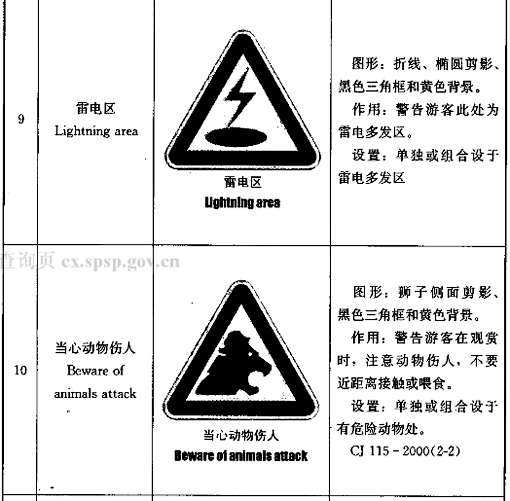 9
雷电区
Lightning area
雷电区
Lightning area
图形：折线、椭圆剪影、
黑色三角框和黄色背景。
作用：警告游客此处为
雷电多发区。
设置：单独或组合设于
雷电多发区
查询页 cx.spsp.gov.cn
10
当心动物伤人
Beware of
animals attack
当心动物伤人
Beware of animals attack
图形：狮子侧面剪影、
黑色三角框和黄色背景。
作用：警告游客在观赏
时，注意动物伤人，不要
近距离接触或喂食。
设置：单独或组合设于
有危险动物处。
CJ 115－2000(2-2)